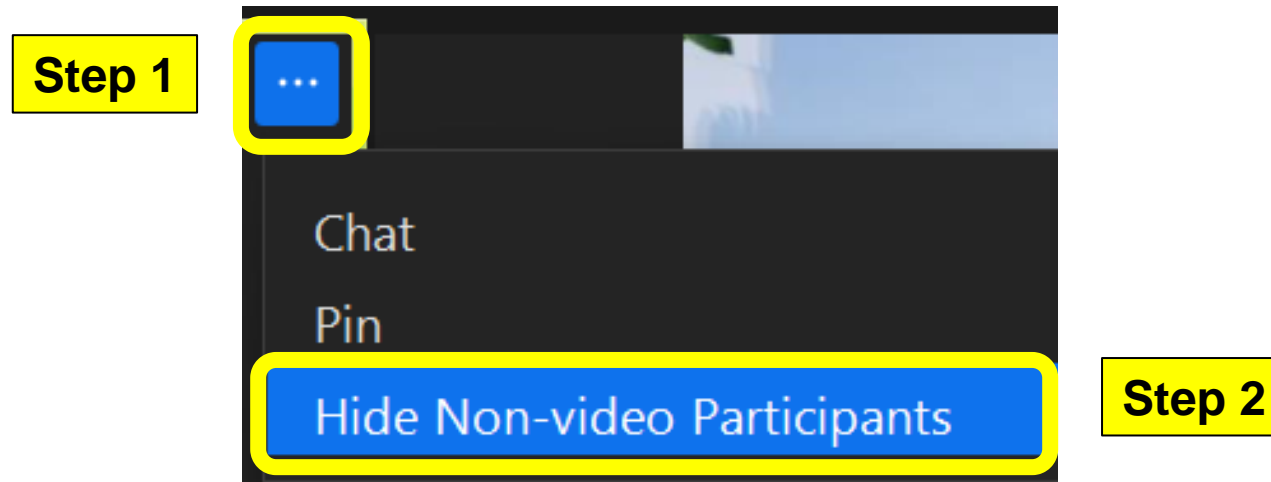 Step 1
...
Chat
Pin
Hide Non-video Participants
Step 2